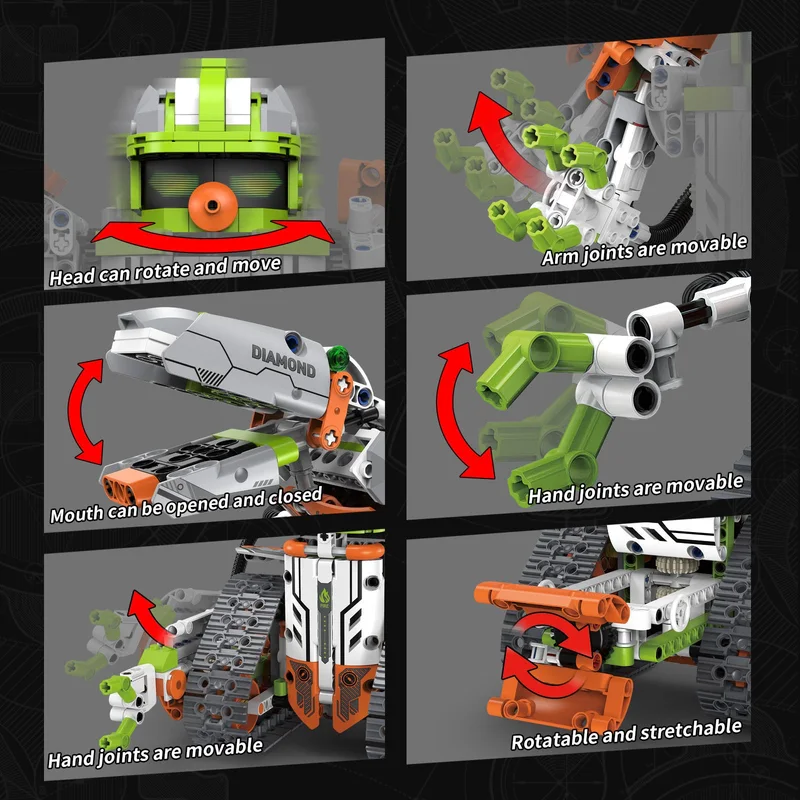 Head can rotate and move
Arm joints are movable
DIAMOND
Mouth can be opened and closed
Hand joints are movable
Hand joints are movable
Rotatable and stretchable